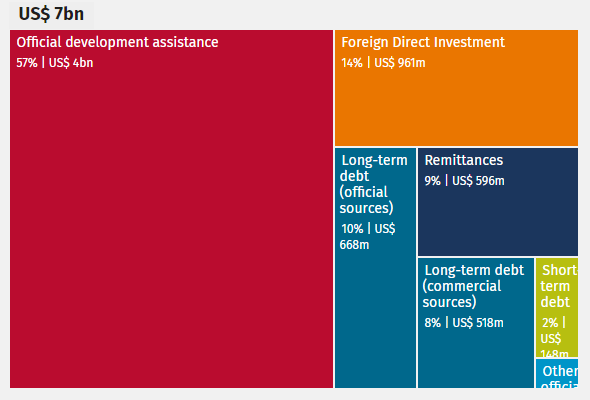 US$ 7bn
Official development assistance
57% | US$ 4bn
Foreign Direct Investment
14% | US$ 961m
Long-term
debt
(official
sources)
10% | US$
668m
Remittances
9% | US$ 596m
Long-term debt
(commercial
sources)
8% | US$ 518m
Short
term
debt
2% |
US$
148m
Other
officia